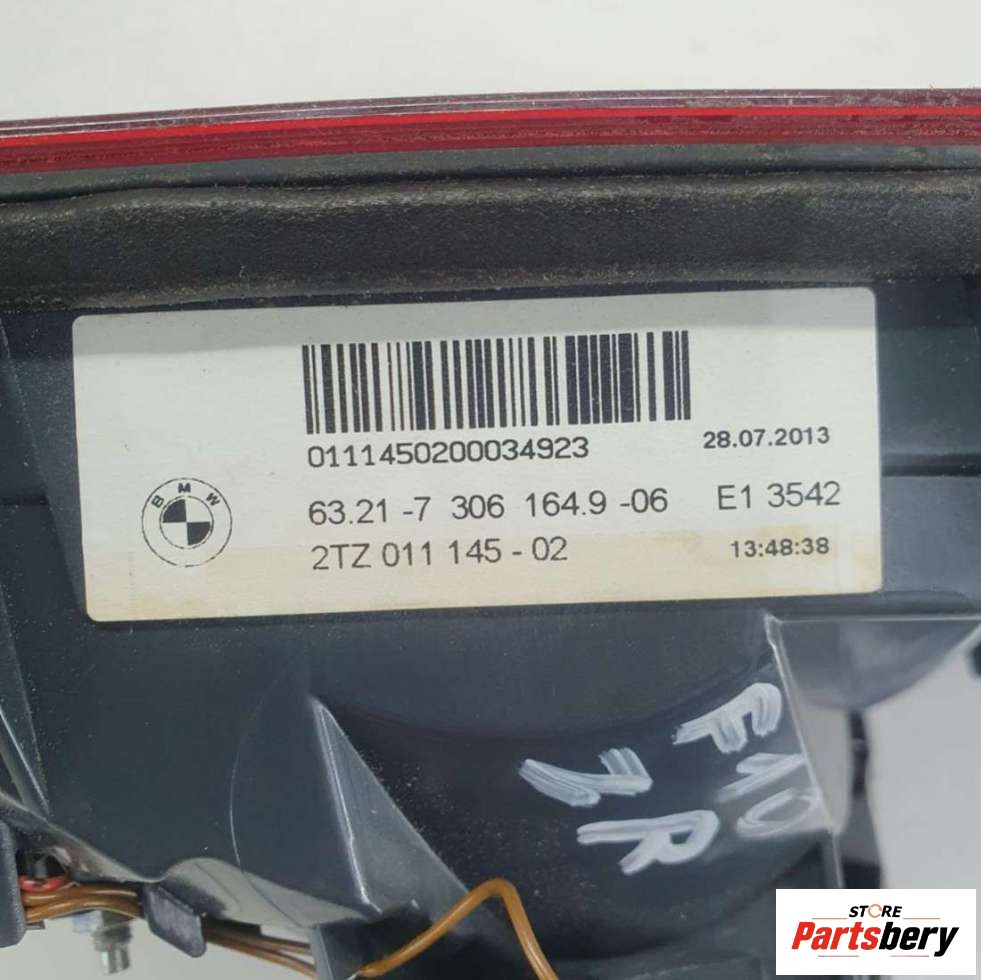 0111450200034923
28.07.2013
BMW
63.21-7 306 164.9-06 E1 3542
2TZ 011 145-02
13:48:38
F10
R
STORE
Partsbery